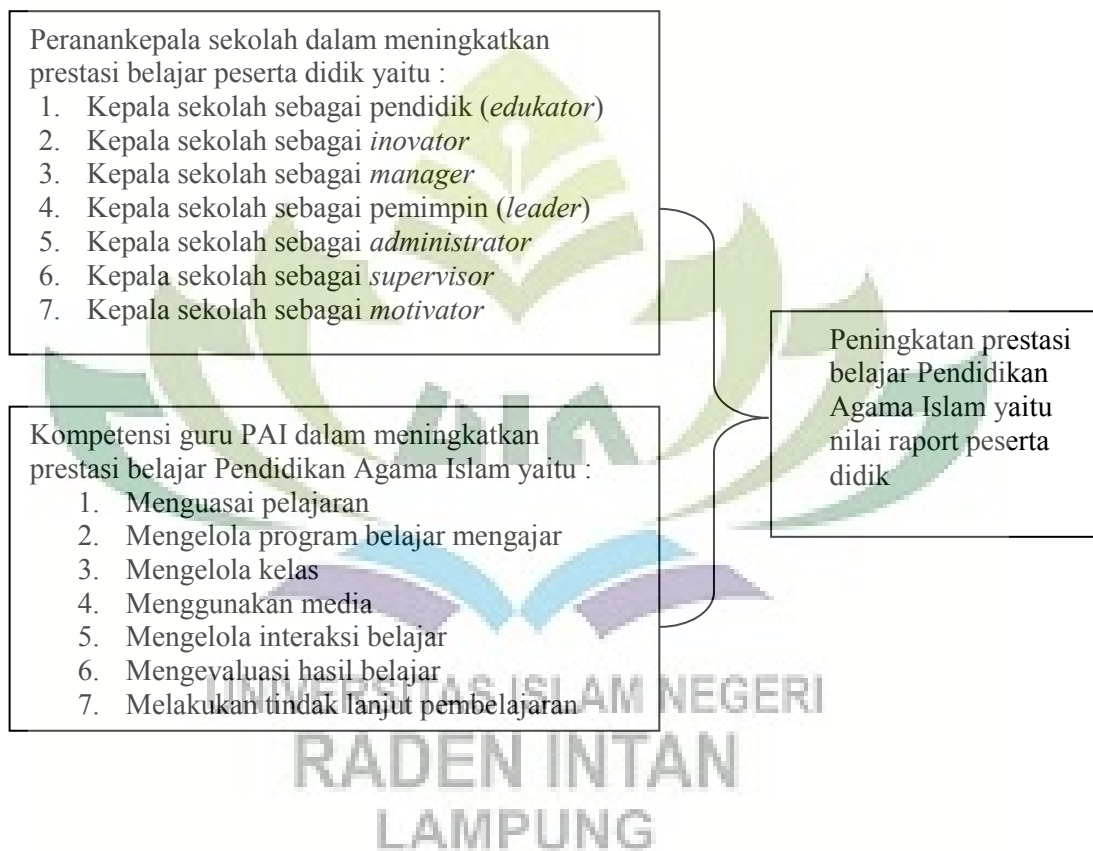 Peranankepala sekolah dalam meningkatkan
prestasi belajar peserta didik yaitu :
1. Kepala sekolah sebagai pendidik (edukator)
2. Kepala sekolah sebagai inovator
3. Kepala sekolah sebagai manager
4. Kepala sekolah sebagai pemimpin (leader)
5. Kepala sekolah sebagai administrator
6. Kepala sekolah sebagai supervisor
7. Kepala sekolah sebagai motivator
Kompetensi guru PAI dalam meningkatkan
prestasi belajar Pendidikan Agama Islam yaitu :
1. Menguasai pelajaran
2. Mengelola program belajar mengajar
3. Mengelola kelas
4. Menggunakan media
5. Mengelola interaksi belajar
6. Mengevaluasi hasil belajar
7. Melakukan tindak lanjut pembelajaran
Peningkatan prestasi
belajar Pendidikan
Agama Islam yaitu
nilai raport peserta
didik
UNIVERSITAS ISLAM NEGERI
RADEN INTAN
LAMPUNG